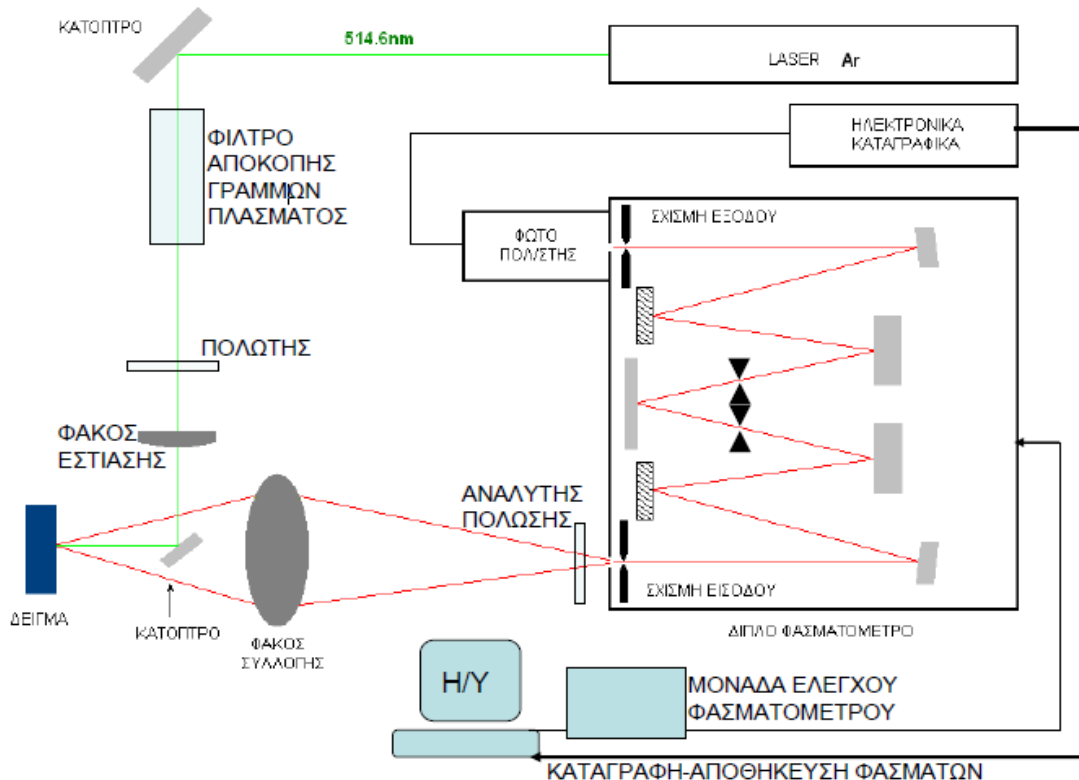 ΚΑΤΟΠΤΡΟ
514.6nm
LASER Ar
ΗΛΕΚΤΡΟΝΙΚΑ
ΚΑΤΑΓΡΑΦΙΚΑ
ΦΙΛΤΡΟ
ΑΠΟΚΟΠΗΣ
ΓΡΑΜΜΩΝ
ΠΛΑΣΜΑΤΟΣ
ΣΧΙΣΜΗ ΕΞΟΔΟΥ
ΦΩΤΟ
ΠΟΛ/ΣΤΗΣ
ΠΟΛΩΤΗΣ
ΦΑΚΟΣ
ΕΣΤΙΑΣΗΣ
ΑΝΑΛΥΤΗΣ
ΠΟΛΩΣΗΣ
ΣΧΙΣΜΗ ΕΙΣΟΔΟΥ
ΔΕΙΓΜΑ
ΚΑΤΟΠΤΡΟ
ΦΑΚΟΣ
ΣΥΛΛΟΓΗΣ
ΔΙΠΛΟ ΦΑΣΜΑΤΟΜΕΤΡΟ
Η/Υ
ΜΟΝΑΔΑ ΕΛΕΓΧΟΥ
ΦΑΣΜΑΤΟΜΕΤΡΟΥ
ΚΑΤΑΓΡΑΦΗ-ΑΠΟΘΗΚΕΥΣΗ ΦΑΣΜΑΤΩΝ